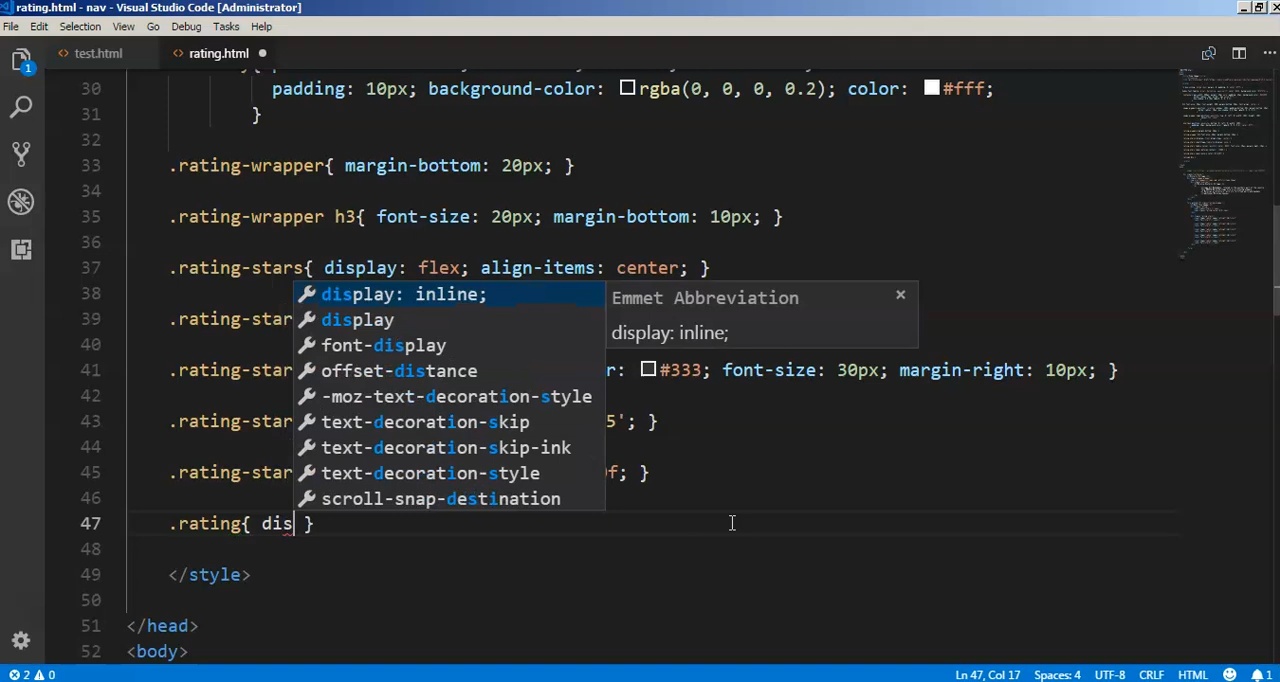 rating.html - nav - Visual Studio Code [Administrator]
File Edit Selection View Go Debug Tasks Help
test.html rating.html
30 padding: 10px; background-color: rgba(0, 0, 0, 0.2); color: #fff;
31 }
32
33 .rating-wrapper{ margin-bottom: 20px; }
34
35 .rating-wrapper h3{ font-size: 20px; margin-bottom: 10px; }
36
37 .rating-stars{ display: flex; align-items: center; }
38 display: inline; Emmet Abbreviation ×
39 .rating-star display display: inline;
40 font-display
41 .rating-star offset-distance r: #333; font-size: 30px; margin-right: 10px; }
42 -moz-text-decoration-style
43 .rating-star text-decoration-skip 5'; }
44 text-decoration-skip-ink
45 .rating-star text-decoration-style f; }
46 scroll-snap-destination
47 .rating{ dis }
48
49 </style>
50
51 </head>
52 <body>
1
2 0 Ln 47, Col 17 Spaces: 4 UTF-8 CRLF HTML 1